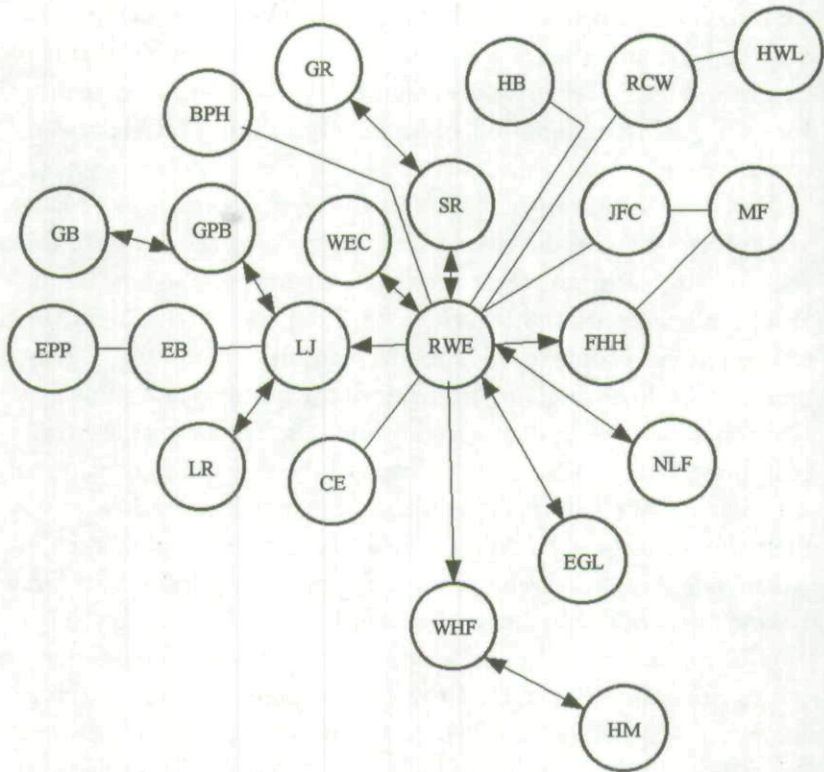 GR
HB
RCW
HWL
BPH
SR
JFC
MF
GB
GPB
WEC
EPP
EB
LJ
RWE
FHH
LR
CE
NLF
EGL
WHF
HM